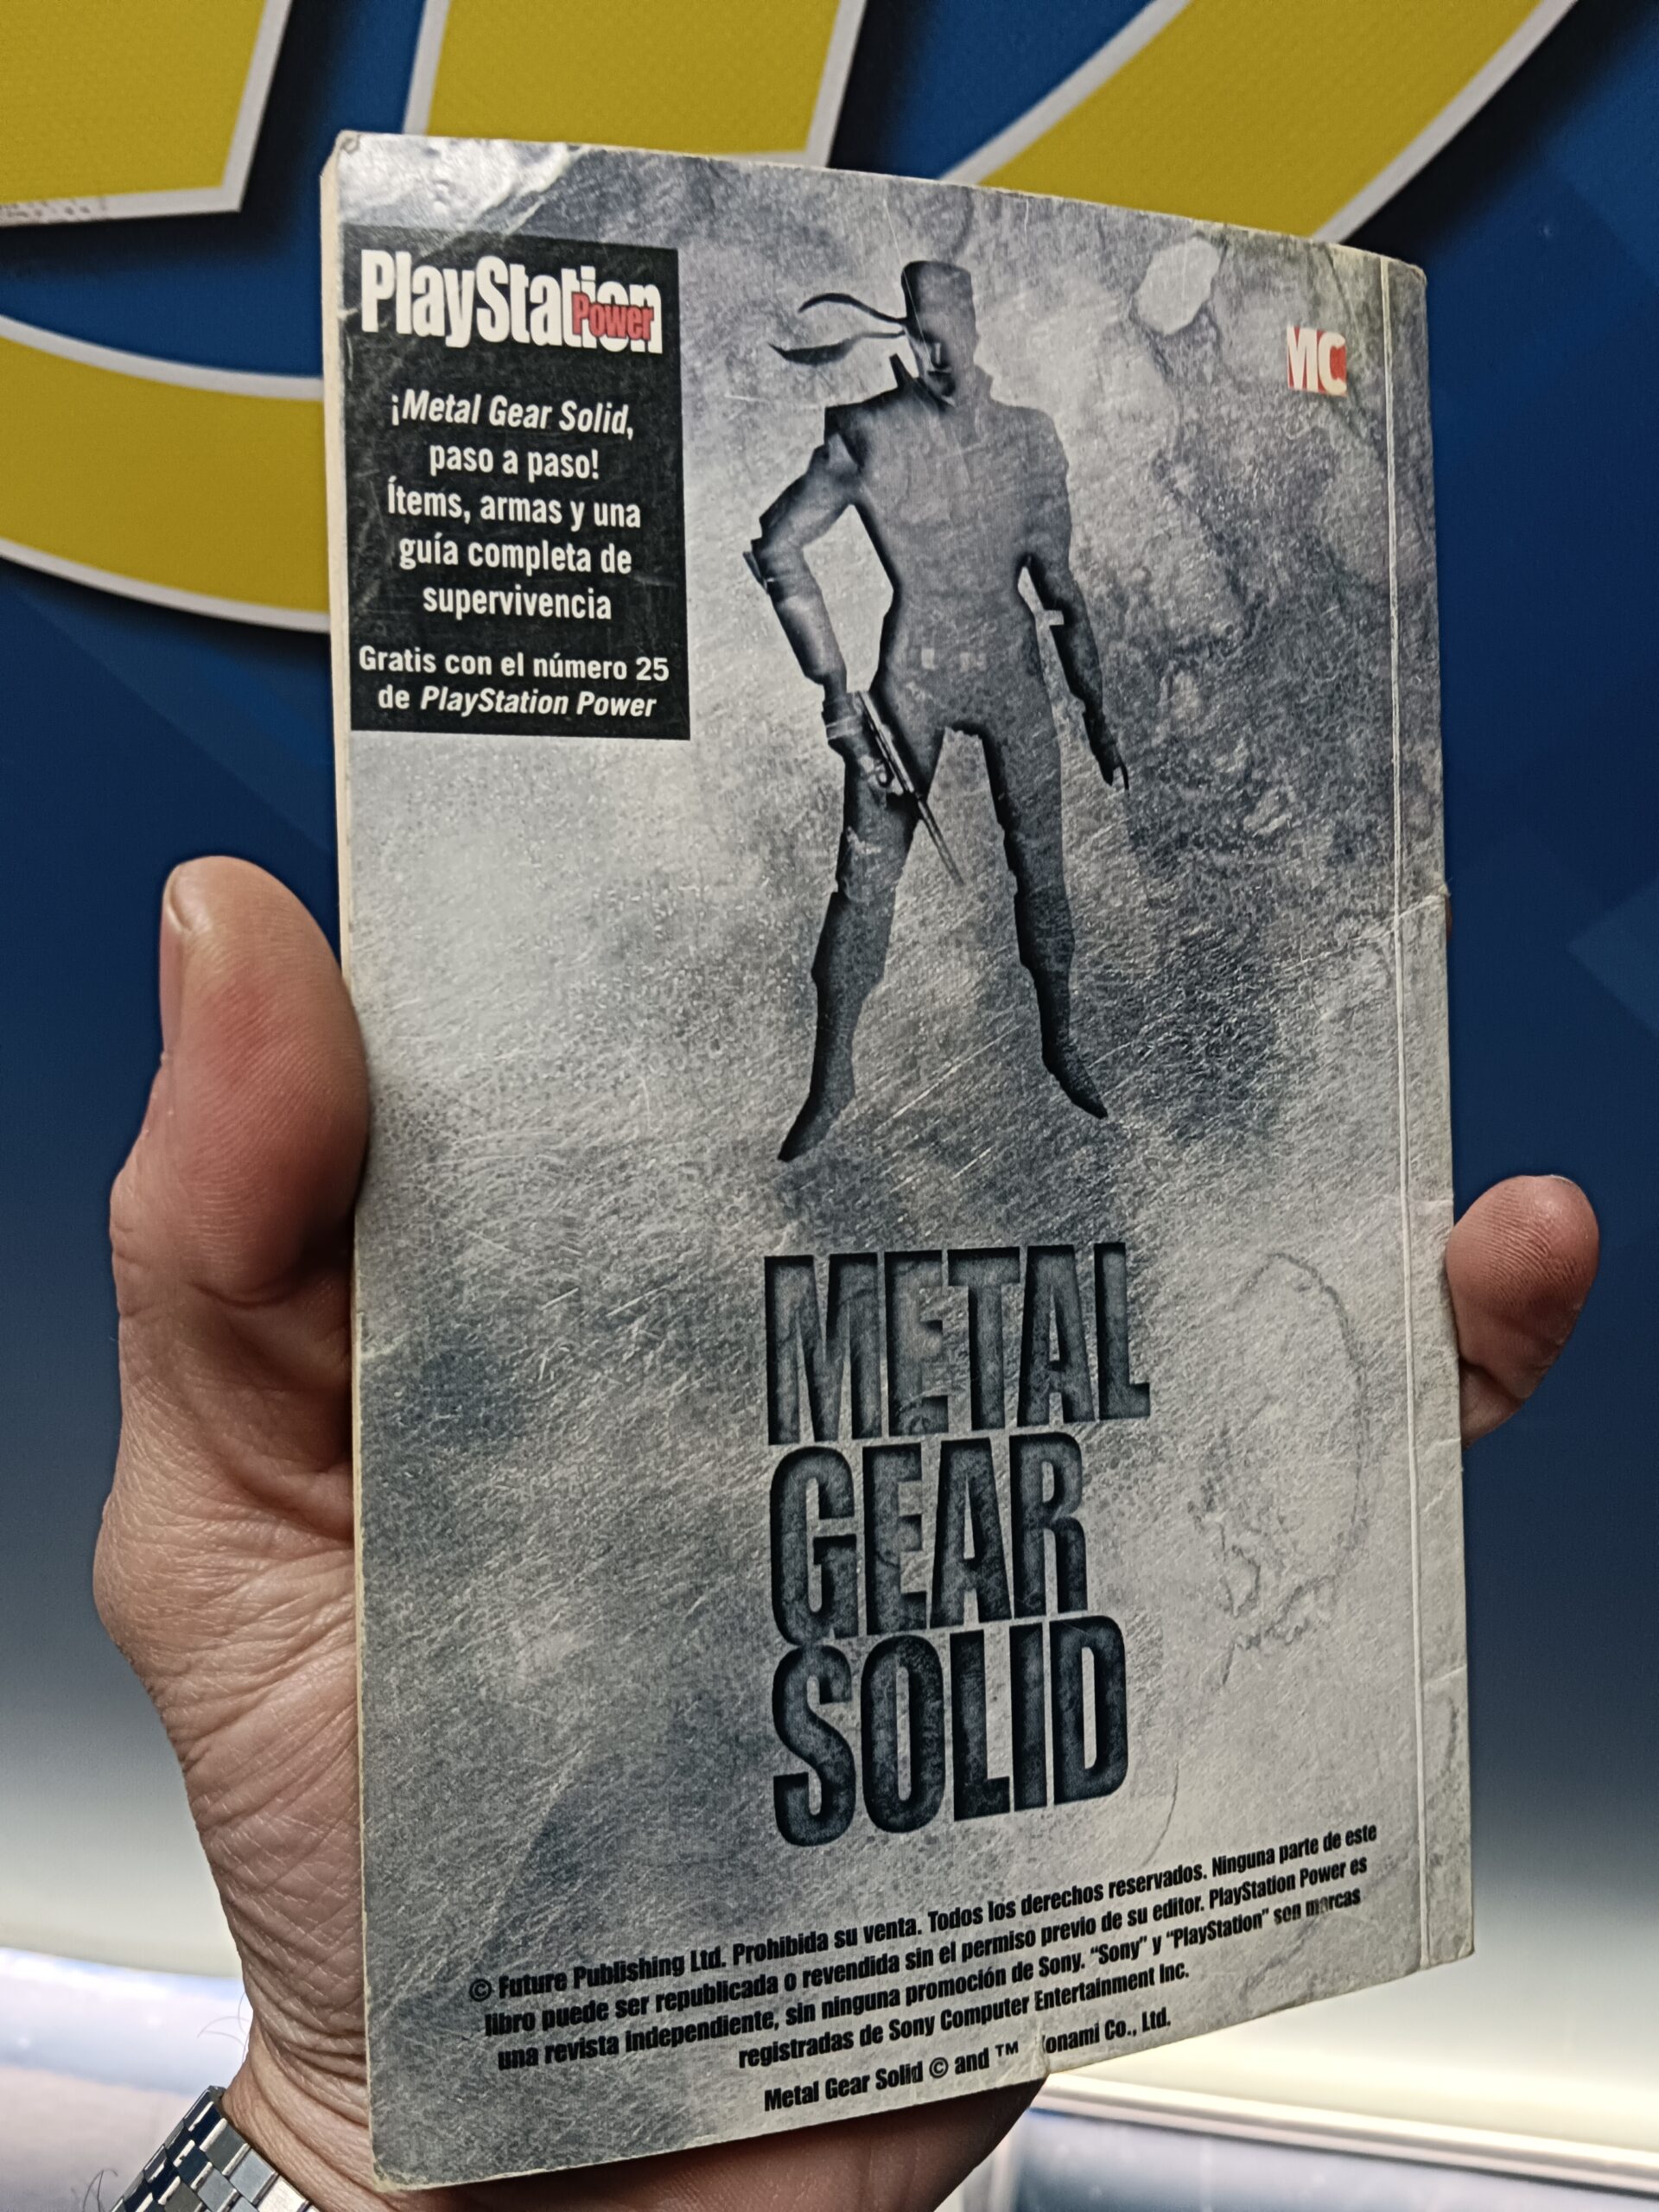 PlayStation
Power
¡Metal Gear Solid,
paso a paso!
Ítems, armas y una
guía completa de
supervivencia
Gratis con el número 25
de PlayStation Power
MC
METAL
GEAR
SOLID
© Future Publishing Ltd. Prohibida su venta. Todos los derechos reservados. Ninguna parte de este
libro puede ser republicada o revendida sin el permiso previo de su editor. PlayStation Power es
una revista independiente, sin ninguna promoción de Sony. “Sony” y “PlayStation” son marcas
registradas de Sony Computer Entertainment Inc.
Metal Gear Solid © and ™ Konami Co., Ltd.